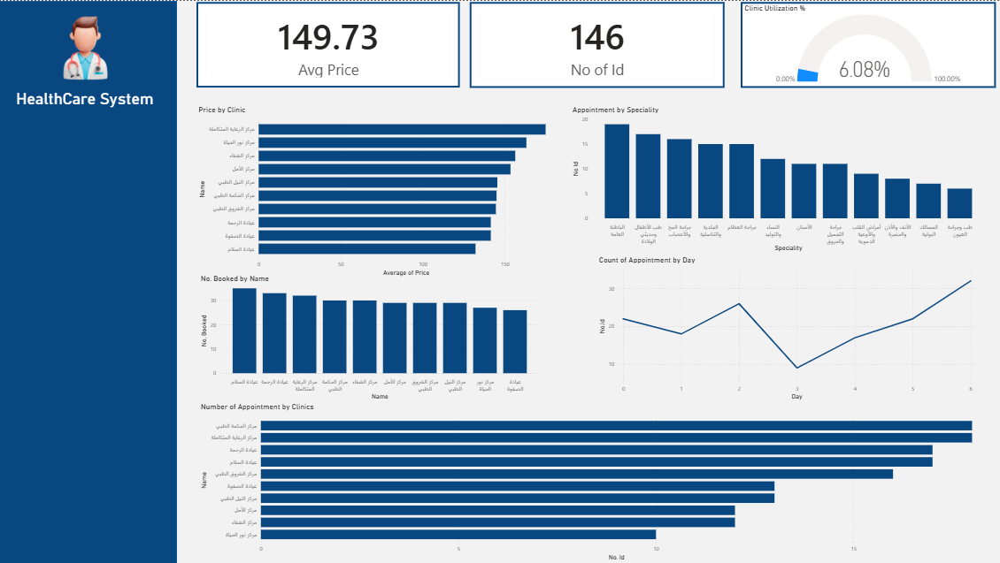 HealthCare System
149.73
Avg Price
146
No of Id
Clinic Utilization %
0.00%
6.08%
100.00%
Price by Clinic
Name
مركز الرعاية المتكاملة
مركز نور الحياة
مركز الشفاء
مركز الأمل
مركز النيل الطبي
مركز الحكمة الطبي
مركز الشروق الطبي
عيادة الرحمة
عيادة الصفوة
عيادة السلام
0
50
100
150
Average of Price
Appointment by Speciality
No Id
20
15
10
5
0
الباطنة العامة
طب الأطفال وحديثي الولادة
جراحة المخ والأعصاب
الجلدية والتناسلية
جراحة العظام
النساء والتوليد
الأسنان
جراحة التجميل والحروق
أمراض القلب والأوعية الدموية
الأنف والأذن والحنجرة
المسالك البولية
طب وجراحة العيون
Speciality
No. Booked by Name
No. Booked
30
20
10
0
عيادة السلام
عيادة الرحمة
مركز الرعاية المتكاملة
مركز الحكمة الطبي
مركز الشفاء
مركز الأمل
مركز الشروق الطبي
مركز النيل الطبي
مركز نور الحياة
عيادة الصفوة
Name
Count of Appointment by Day
No.Id
30
20
10
0
1
2
3
4
5
6
Day
Number of Appointment by Clinics
Name
مركز الحكمة الطبي
مركز الرعاية المتكاملة
عيادة الرحمة
عيادة السلام
مركز الشروق الطبي
عيادة الصفوة
مركز النيل الطبي
مركز الأمل
مركز الشفاء
مركز نور الحياة
0
5
10
15
No. Id